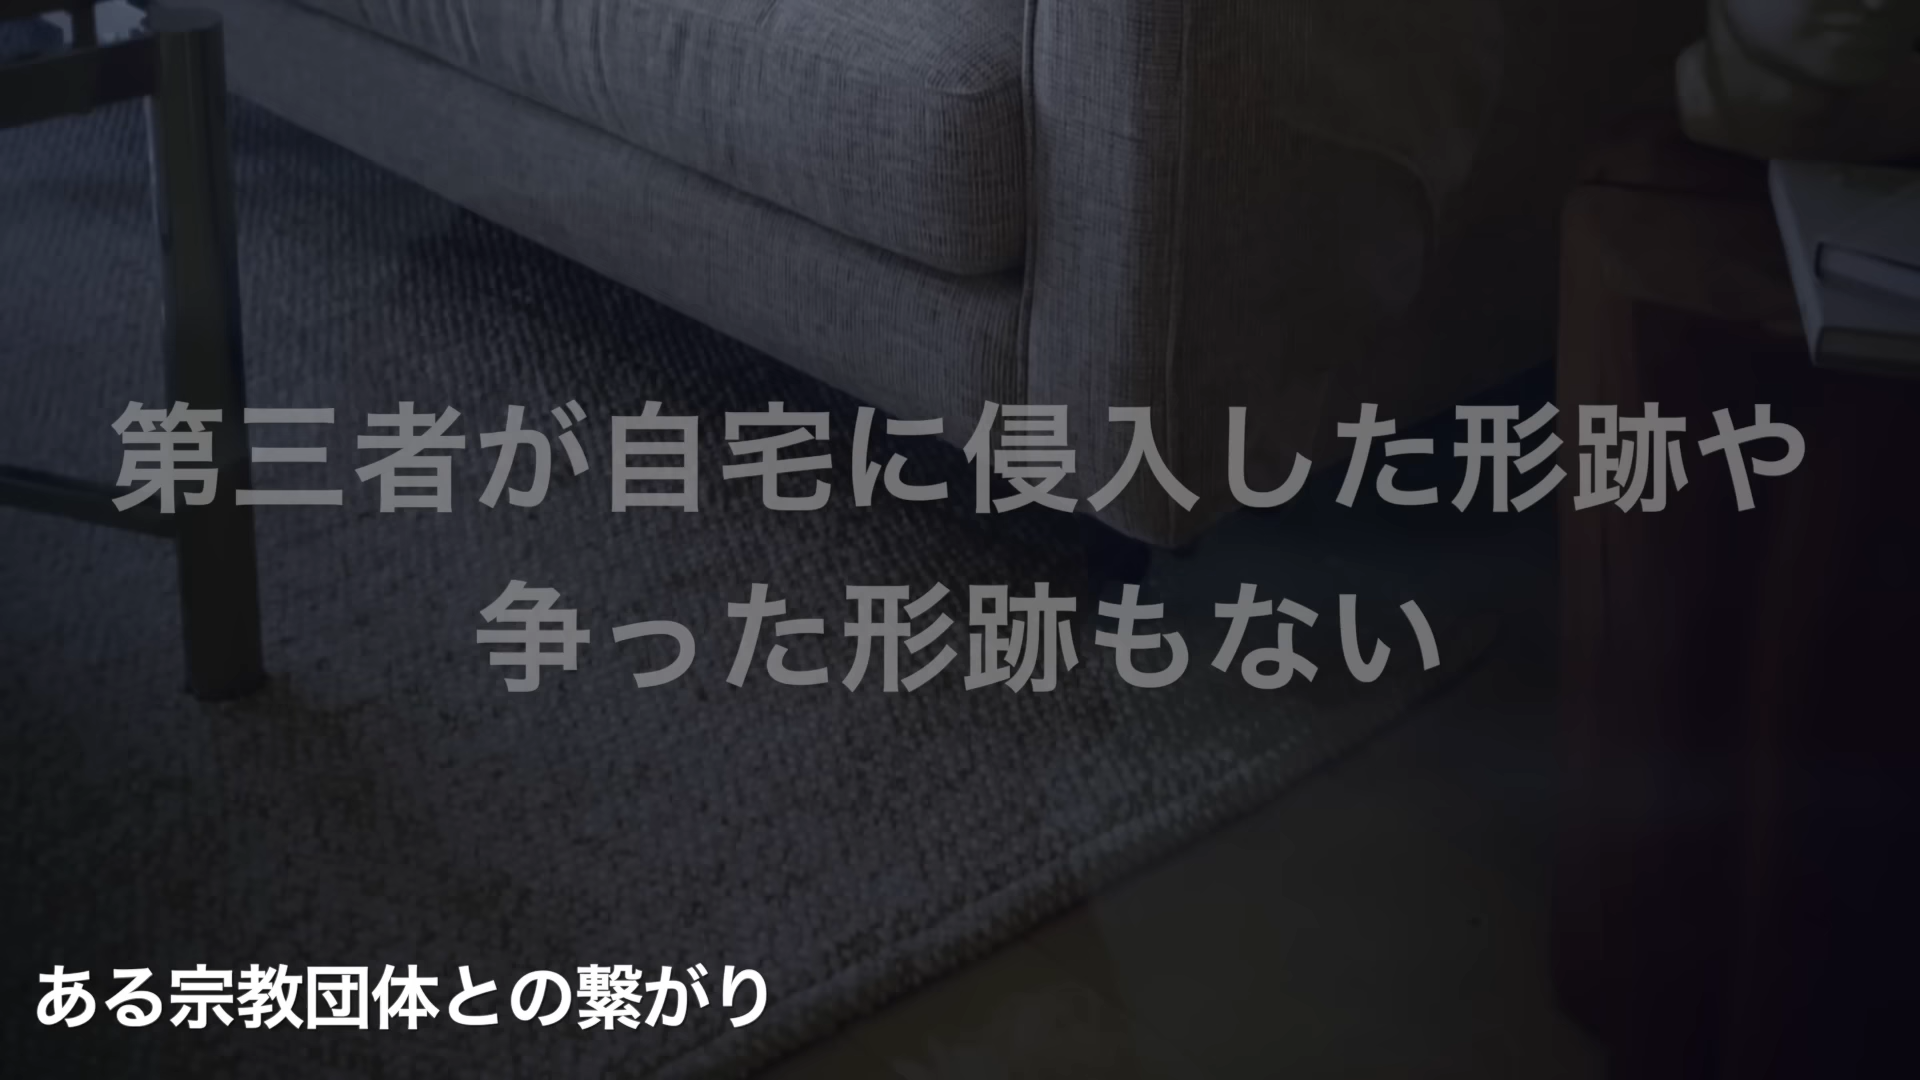 第三者が自宅に侵入した形跡や
争った形跡もない
ある宗教団体との繋がり